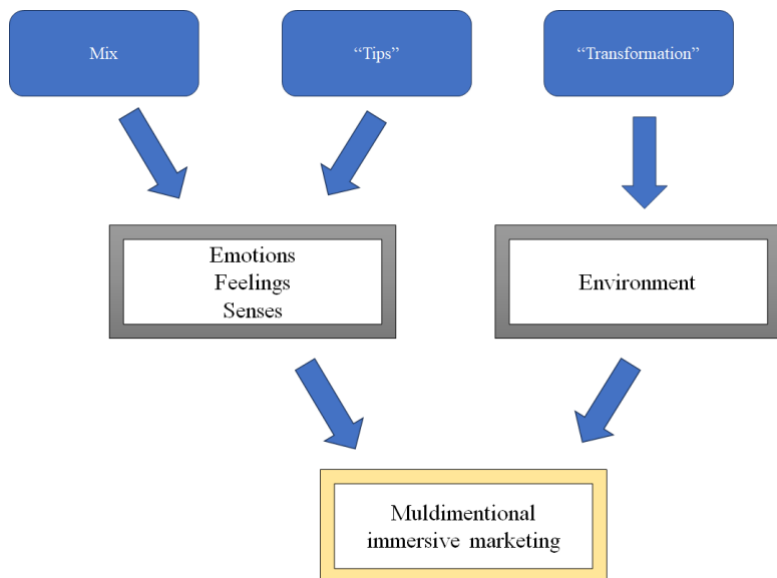 Mix
“Tips”
“Transformation”
Emotions
Feelings
Senses
Environment
Muldimentional
immersive marketing